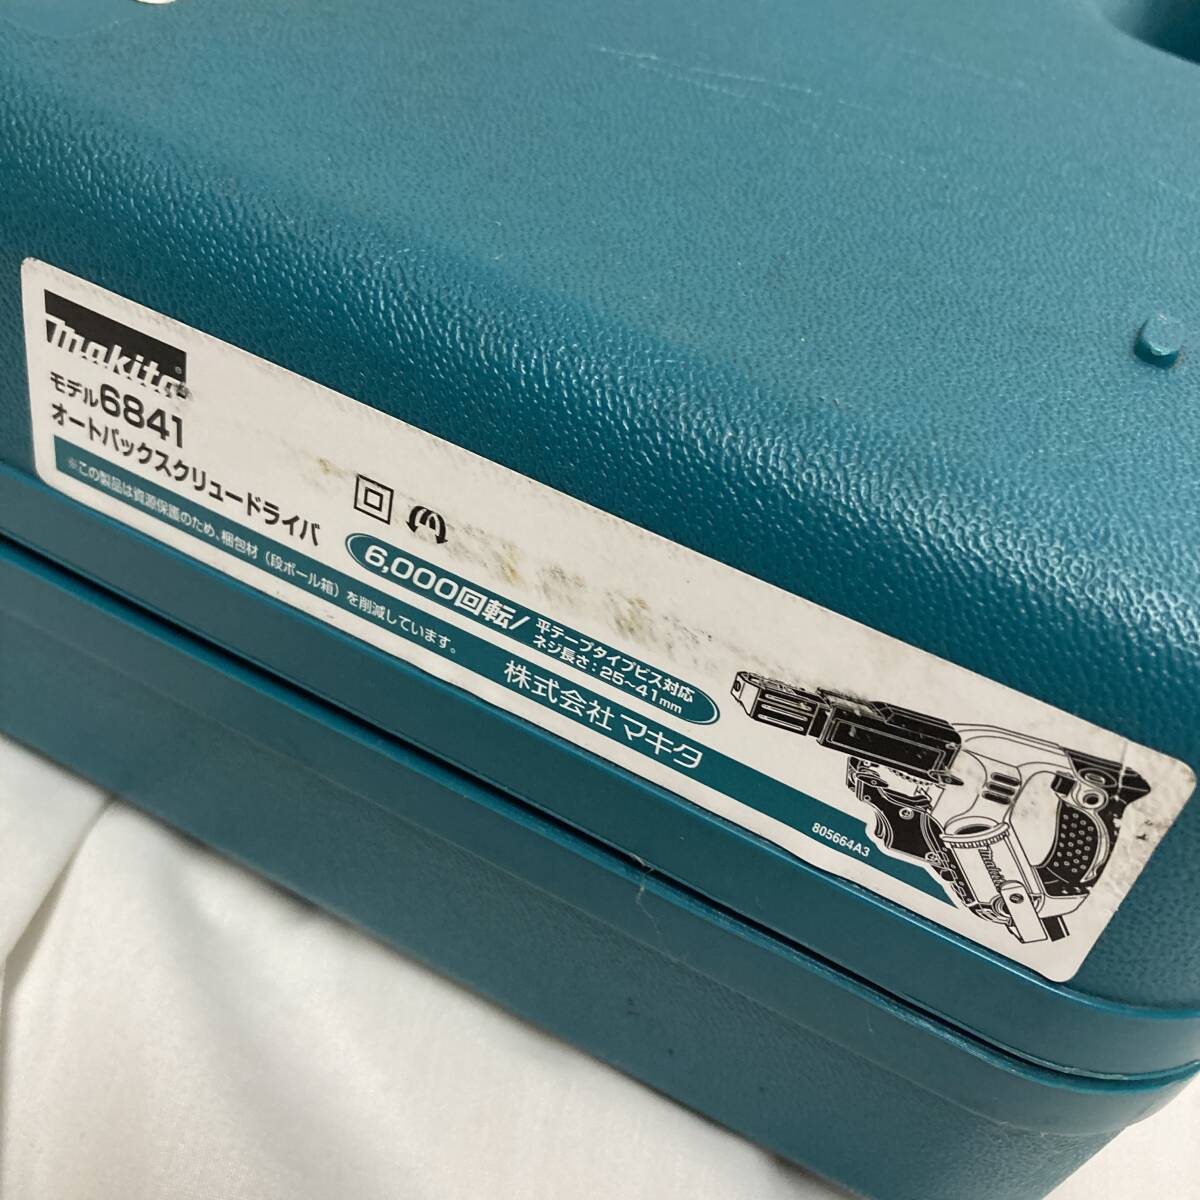 makita
モデル6841
オートパックスクリュードライバ
※この製品は資源保護のため、梱包材（段ボール箱）を削減しています。
6,000回転/
平テープタイプビス対応
ネジ長さ：25〜41mm
株式会社マキタ
805664A3
makita